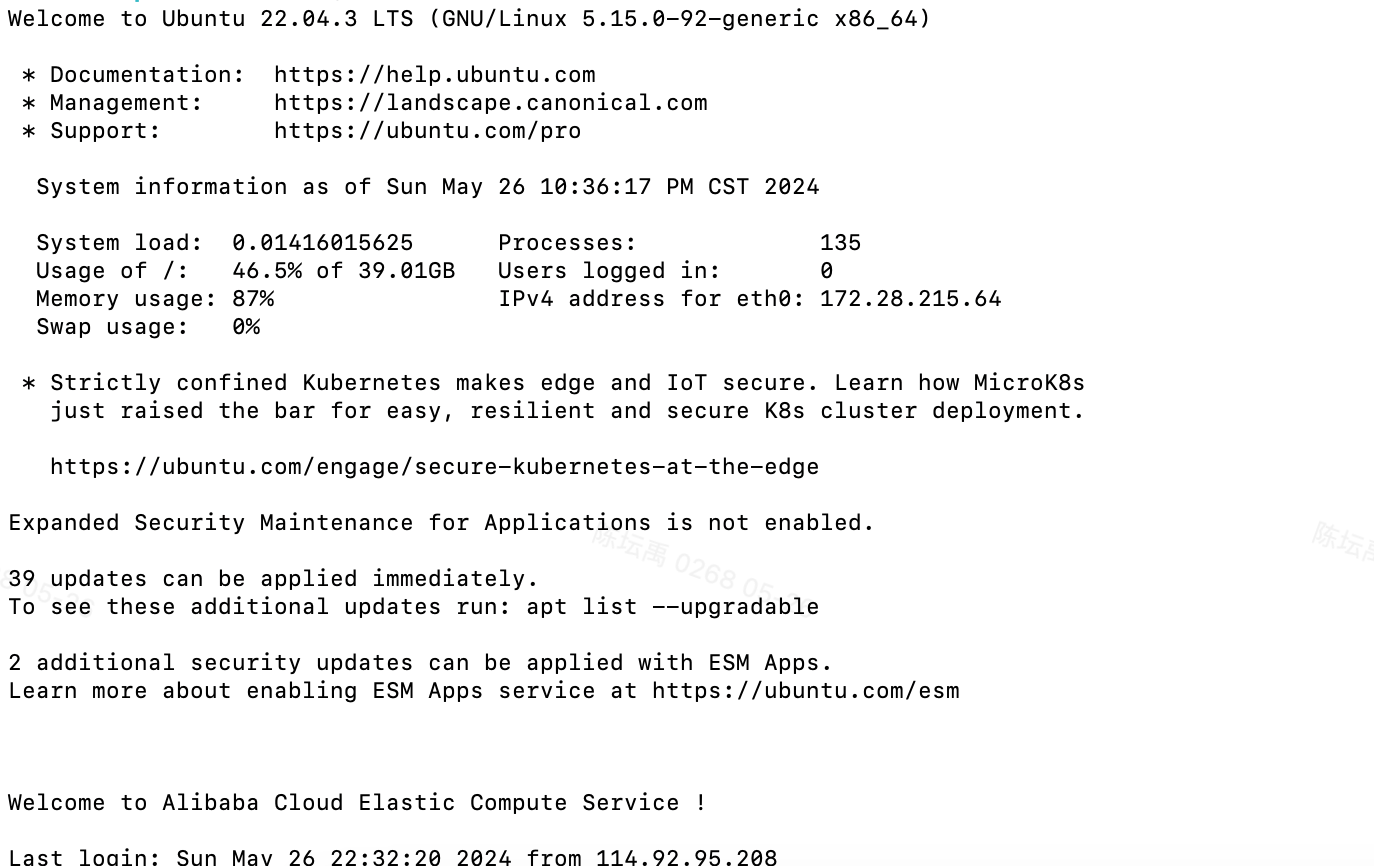 Welcome to Ubuntu 22.04.3 LTS (GNU/Linux 5.15.0-92-generic x86_64)
* Documentation:  https://help.ubuntu.com
* Management:     https://landscape.canonical.com
* Support:        https://ubuntu.com/pro
System information as of Sun May 26 10:36:17 PM CST 2024
System load:  0.01416015625      Processes:             135
Usage of /:   46.5% of 39.01GB   Users logged in:       0
Memory usage: 87%                IPv4 address for eth0: 172.28.215.64
Swap usage:   0%
* Strictly confined Kubernetes makes edge and IoT secure. Learn how MicroK8s
just raised the bar for easy, resilient and secure K8s cluster deployment.
https://ubuntu.com/engage/secure-kubernetes-at-the-edge
Expanded Security Maintenance for Applications is not enabled.
陈坛禹 0268
陈坛禹
39 updates can be applied immediately.
To see these additional updates run: apt list --upgradable
2 additional security updates can be applied with ESM Apps.
Learn more about enabling ESM Apps service at https://ubuntu.com/esm
Welcome to Alibaba Cloud Elastic Compute Service !
Last login: Sun May 26 22:32:20 2024 from 114.92.95.208